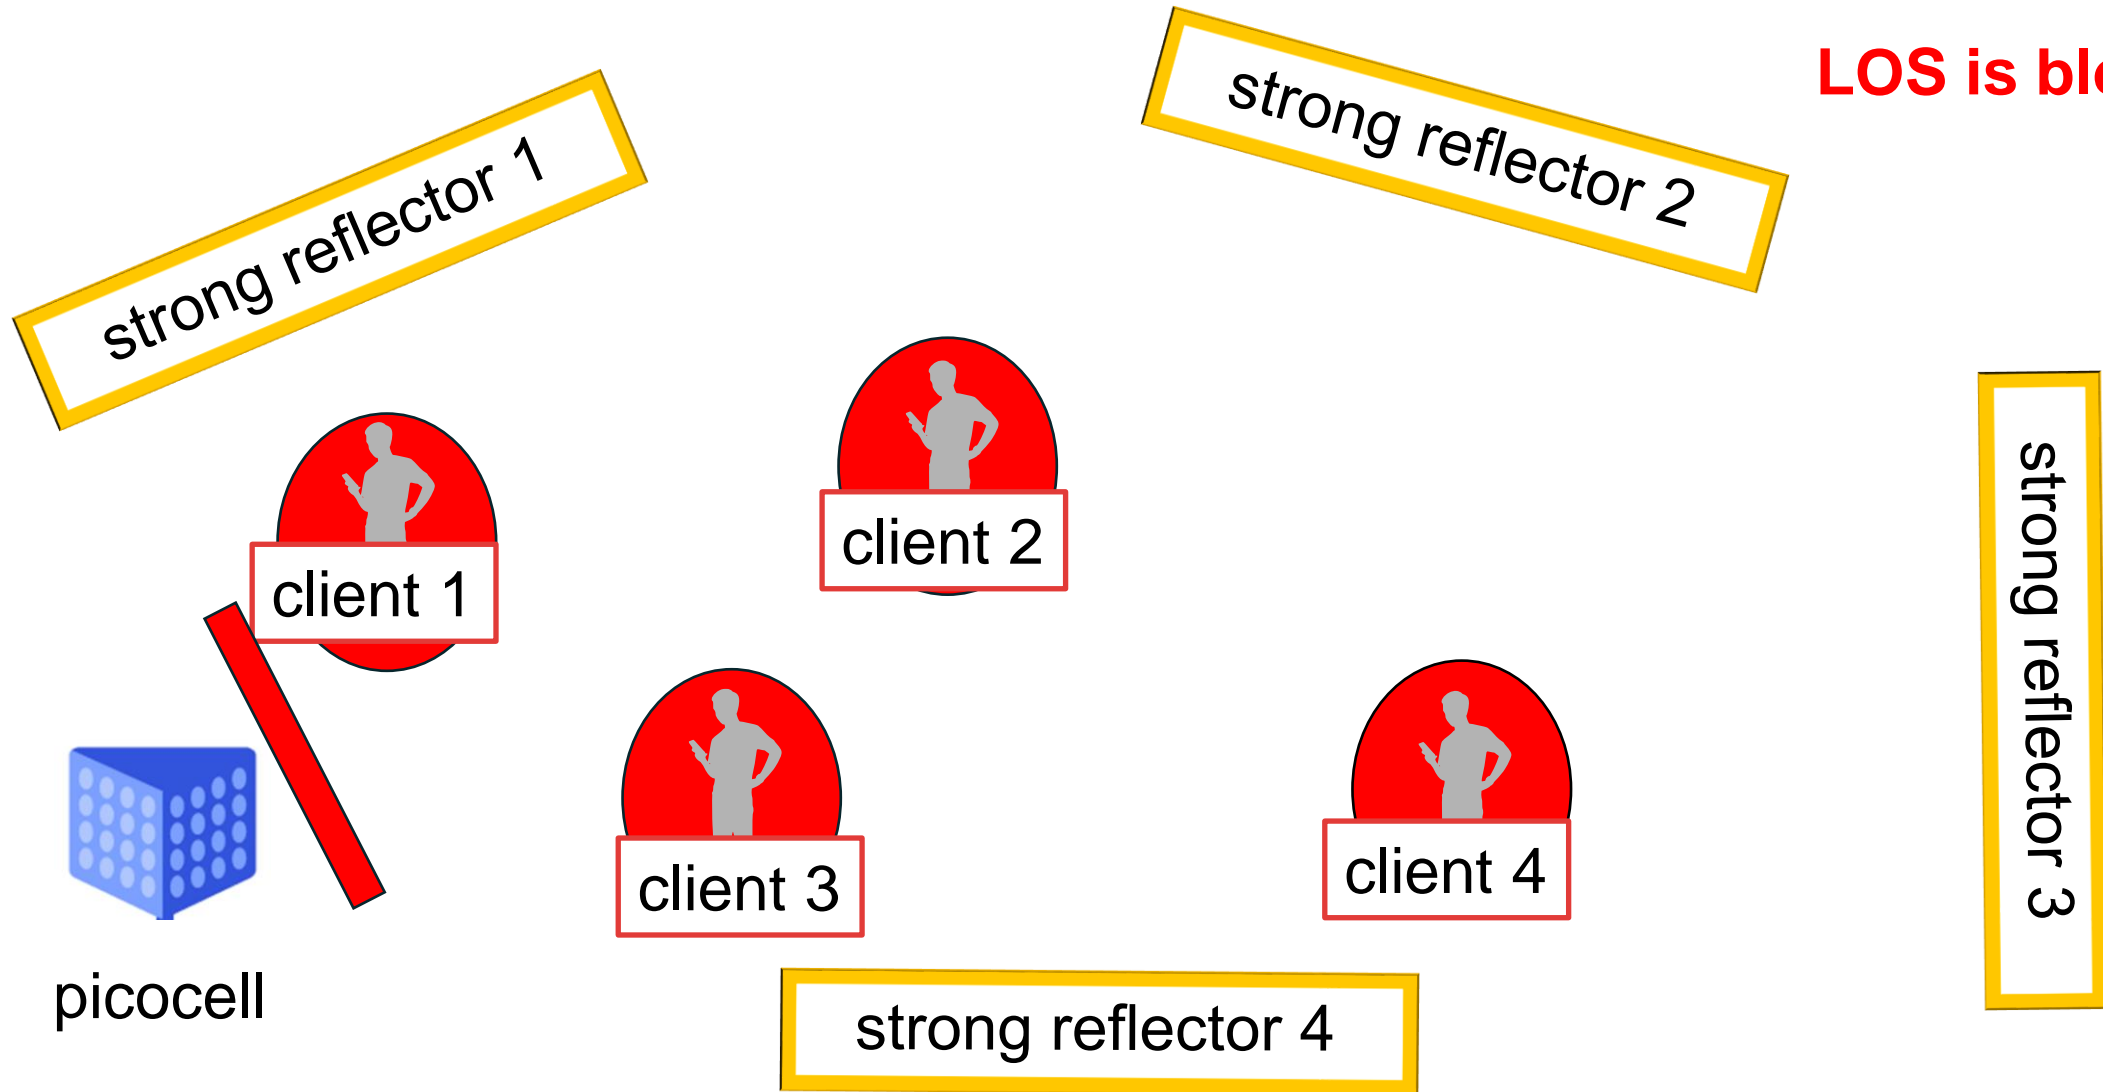 LOS is
strong reflector 1
strong reflector 2
client 1
client 2
client 3
client 4
strong reflector 3
picocell
strong reflector 4